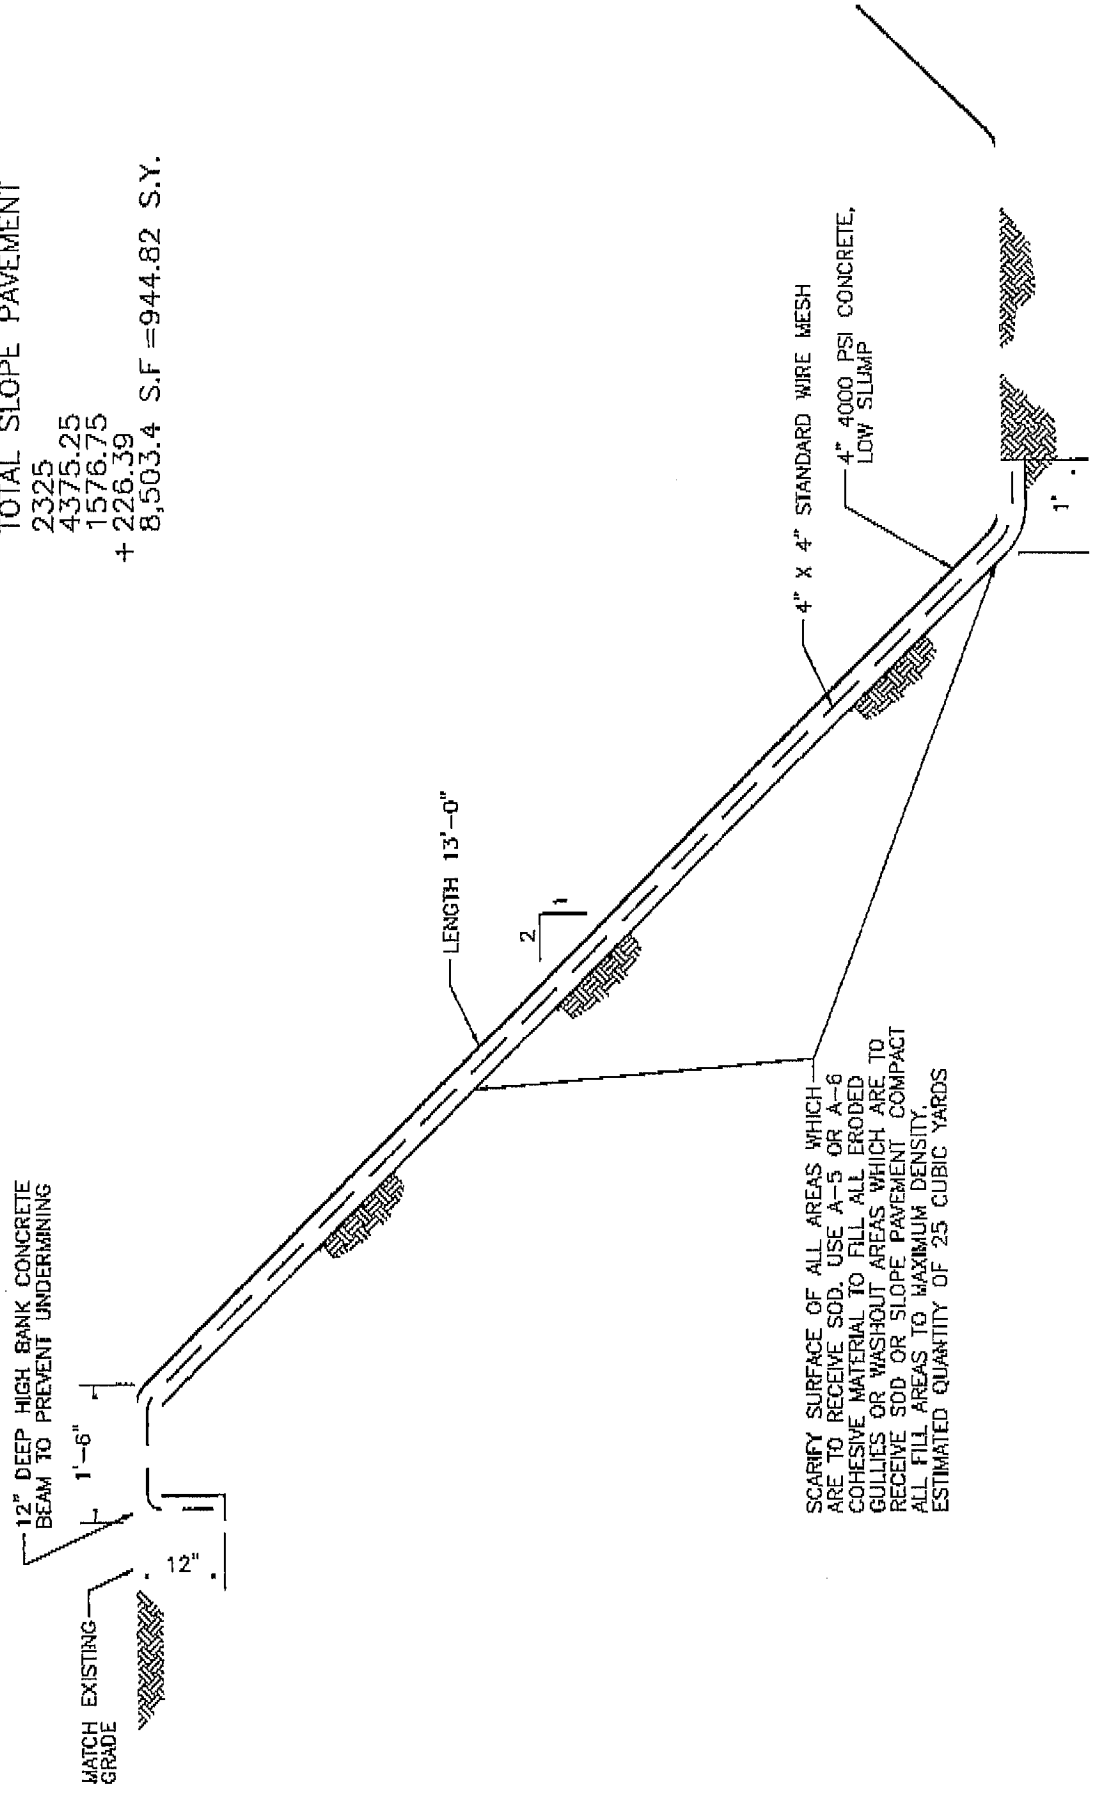 TOTAL SLOPE PAVEMENT
2325
4375.25
1576.75
+ 226.39
8,503.4 S.F =944.82 S.Y.
12" DEEP HIGH BANK CONCRETE
BEAM TO PREVENT UNDERMINING
1'-6"
MATCH EXISTING
GRADE
12"
LENGTH 13'-0"
2
1
4" X 4" STANDARD WIRE MESH
4" 4000 PSI CONCRETE,
LOW SLUMP
1'
SCARIFY SURFACE OF ALL AREAS WHICH
ARE TO RECEIVE SOD. USE A-5 OR A-6
COHESIVE MATERIAL TO FILL ALL ERODED
GULLIES OR WASHOUT AREAS WHICH ARE TO
RECEIVE SOD OR SLOPE PAVEMENT COMPACT
ALL FILL AREAS TO MAXIMUM DENSITY.
ESTIMATED QUANTITY OF 25 CUBIC YARDS